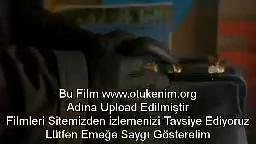 Bu Film www.otukenim.org
Adına Upload Edilmiştir
Filmleri Sitemizden izlemenizi Tavsiye Ediyoruz
Lütfen Emeğe Saygı Gösterelim